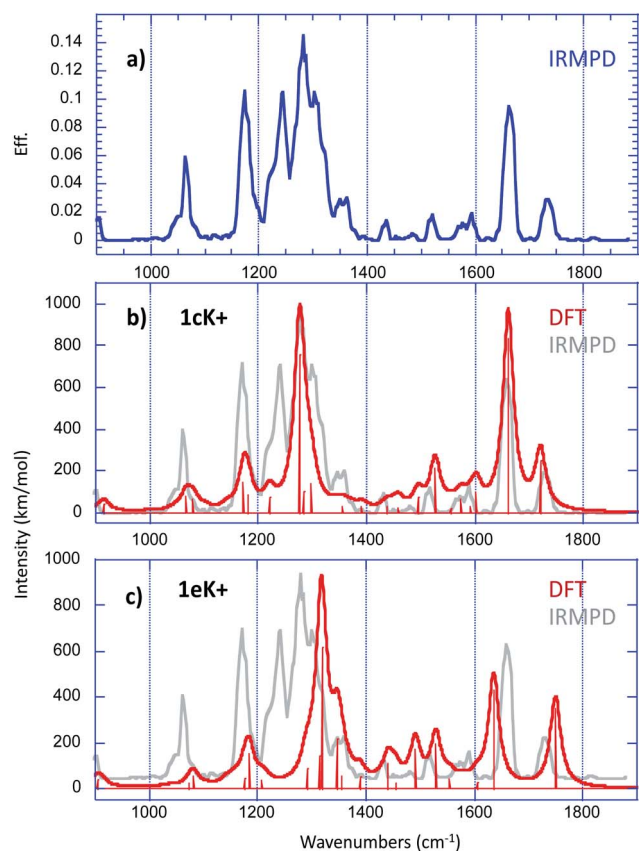 a)
IRMPD
Eff.
0.14
0.12
0.1
0.08
0.06
0.04
0.02
0
1000 1200 1400 1600 1800
b)
1cK+
DFT
IRMPD
1000
800
600
400
200
0
1000 1200 1400 1600 1800
Intensity (km/mol)
c)
1eK+
DFT
IRMPD
1000
800
600
400
200
0
1000 1200 1400 1600 1800
Wavenumbers (cm⁻¹)